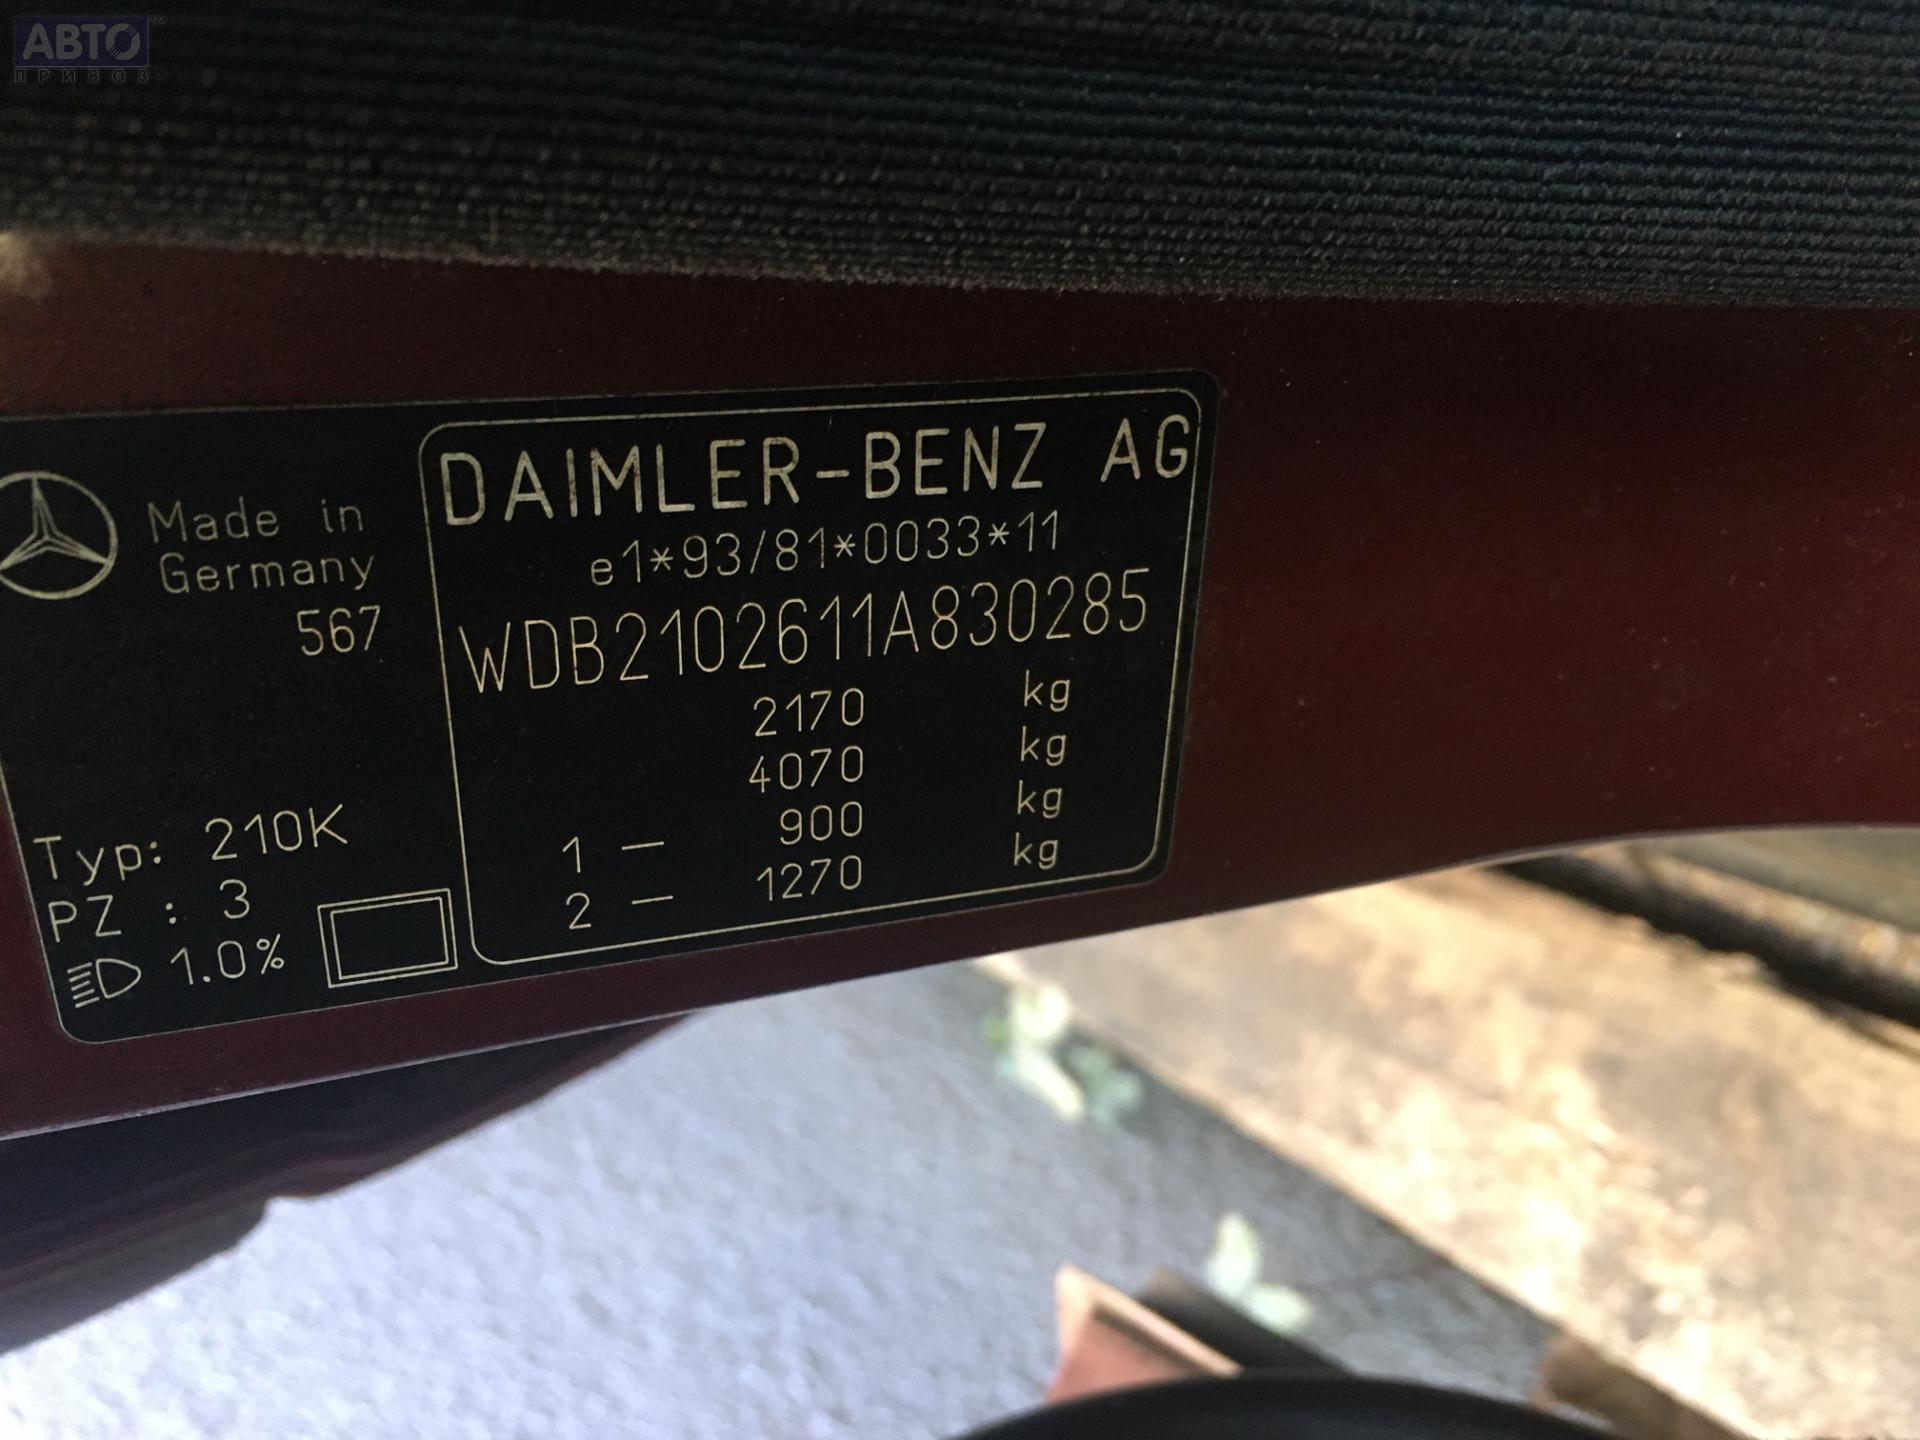 АВТО
ПРИВОЗ
Made in
Germany
567
Typ: 210K
PZ : 3
1.0%
DAIMLER-BENZ AG
e1*93/81*0033*11
WDB2102611A830285
2170 kg
4070 kg
1 – 900 kg
2 – 1270 kg